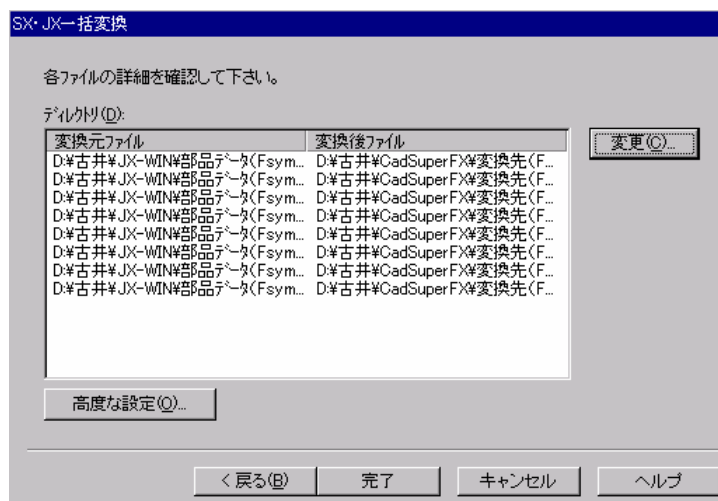 SX・JX一括変換
各ファイルの詳細を確認して下さい。
ディレクトリ(D):
変換元ファイル 変換後ファイル
D:¥古井¥JX-WIN¥部品データ(Fsym... D:¥古井¥CadSuperFX¥変換先(F...
D:¥古井¥JX-WIN¥部品データ(Fsym... D:¥古井¥CadSuperFX¥変換先(F...
D:¥古井¥JX-WIN¥部品データ(Fsym... D:¥古井¥CadSuperFX¥変換先(F...
D:¥古井¥JX-WIN¥部品データ(Fsym... D:¥古井¥CadSuperFX¥変換先(F...
D:¥古井¥JX-WIN¥部品データ(Fsym... D:¥古井¥CadSuperFX¥変換先(F...
D:¥古井¥JX-WIN¥部品データ(Fsym... D:¥古井¥CadSuperFX¥変換先(F...
D:¥古井¥JX-WIN¥部品データ(Fsym... D:¥古井¥CadSuperFX¥変換先(F...
D:¥古井¥JX-WIN¥部品データ(Fsym... D:¥古井¥CadSuperFX¥変換先(F...
変更(C)...
高度な設定(O)...
< 戻る(B) 完了 キャンセル ヘルプ